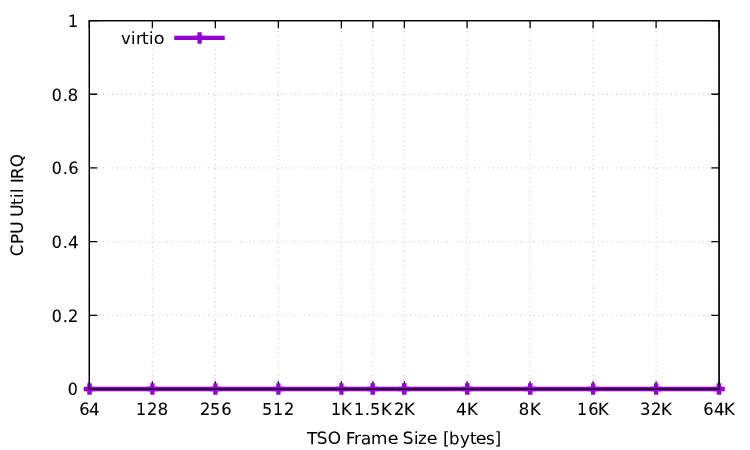 1
virtio
0.8
0.6
CPU Util IRQ
0.4
0.2
0
64 128 256 512 1K 1.5K 2K 4K 8K 16K 32K 64K
TSO Frame Size [bytes]